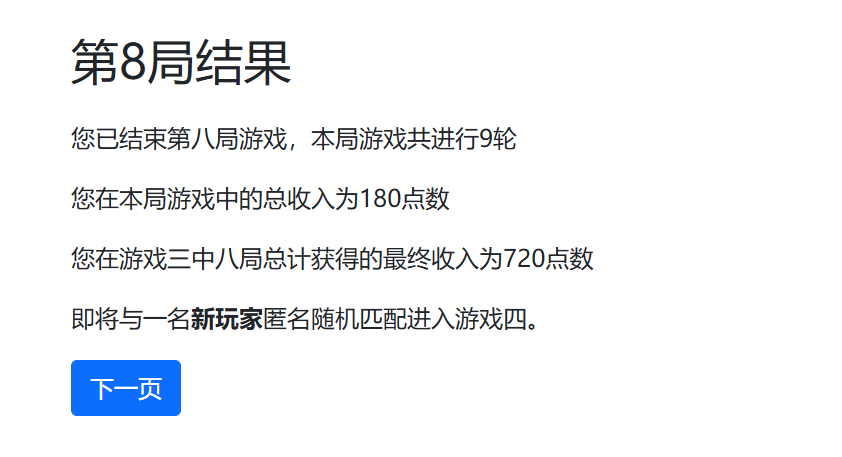 第8局结果
您已结束第八局游戏，本局游戏共进行9轮
您在本局游戏中的总收入为180点数
您在游戏三中八局总计获得的最终收入为720点数
即将与一名新玩家匿名随机匹配进入游戏四。
下一页